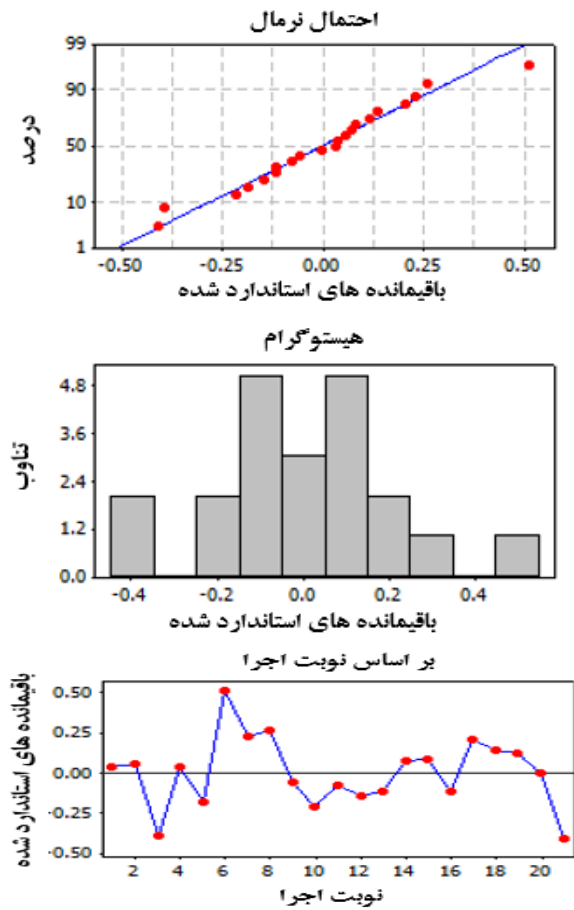 احتمال نرمال
درصد
99
90
50
10
1
-0.50 -0.25 0.00 0.25 0.50
باقیمانده های استاندارد شده
هیستوگرام
تناوب
4.8
3.6
2.4
1.2
0.0
-0.4 -0.2 0.0 0.2 0.4
باقیمانده های استاندارد شده
بر اساس نوبت اجرا
باقیمانده های استاندارد شده
0.50
0.25
0.00
-0.25
-0.50
2 4 6 8 10 12 14 16 18 20
نوبت اجرا